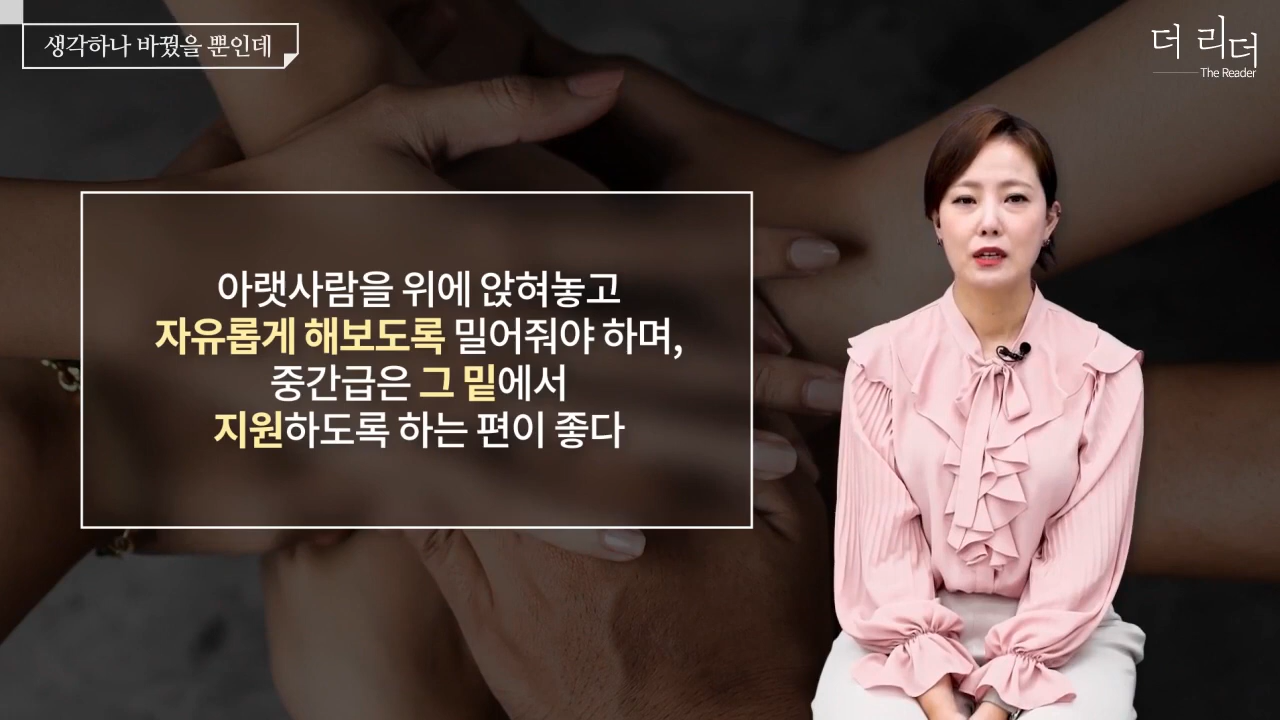 생각하나 바꿨을 뿐인데
더 리더
The Reader
아랫사람을 위에 앉혀놓고
자유롭게 해보도록 밀어줘야 하며,
중간급은 그 밑에서
지원하도록 하는 편이 좋다